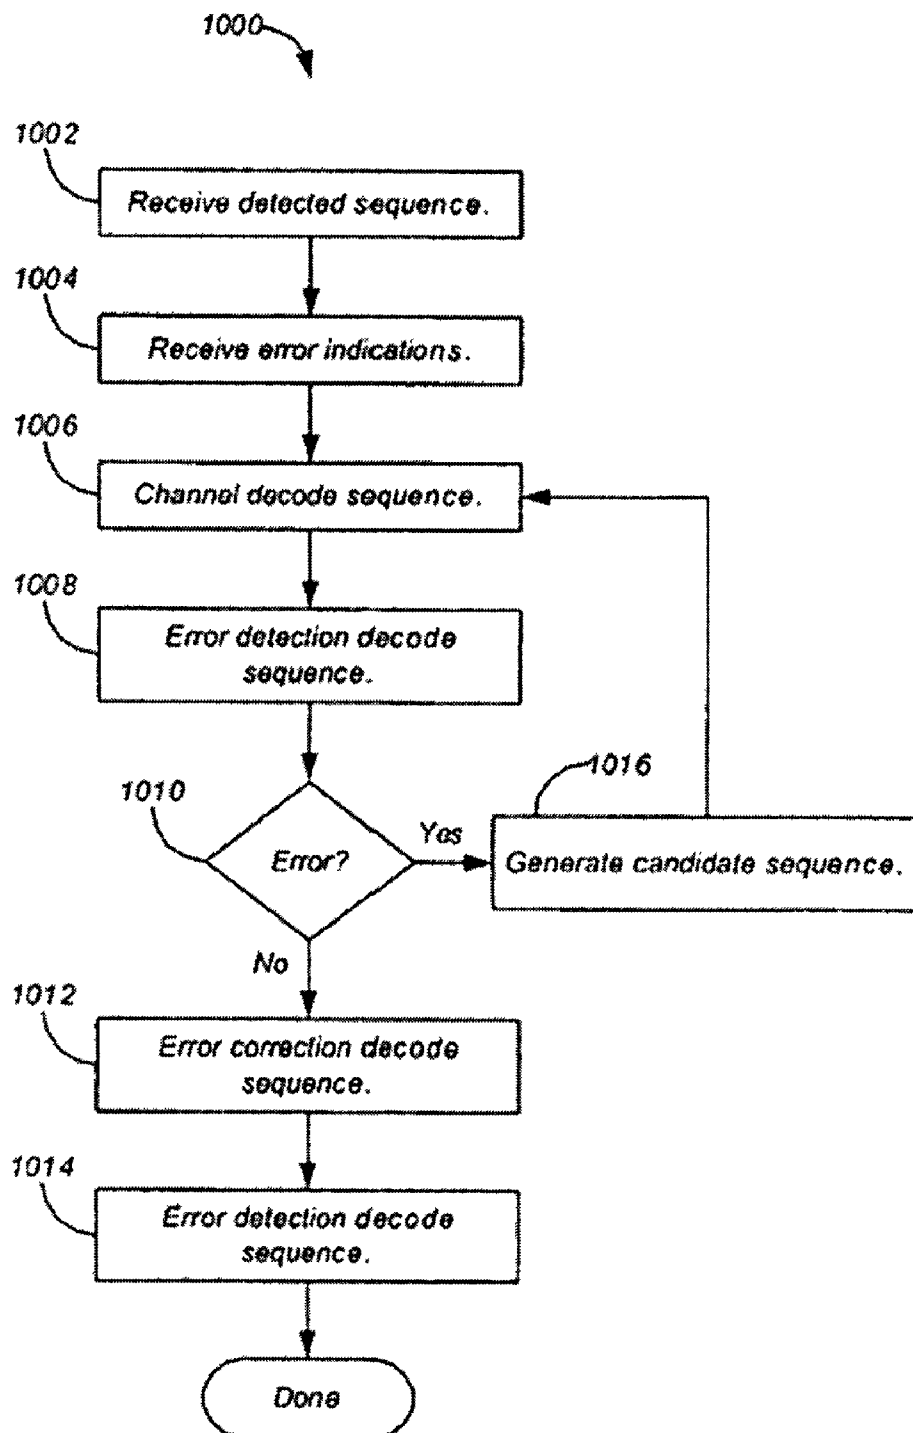 1000
1002
Receive detected sequence.
1004
Receive error indications.
1006
Channel decode sequence.
1008
Error detection decode
sequence.
1010
Error?
Yes
1016
Generate candidate sequence.
No
1012
Error correction decode
sequence.
1014
Error detection decode
sequence.
Done